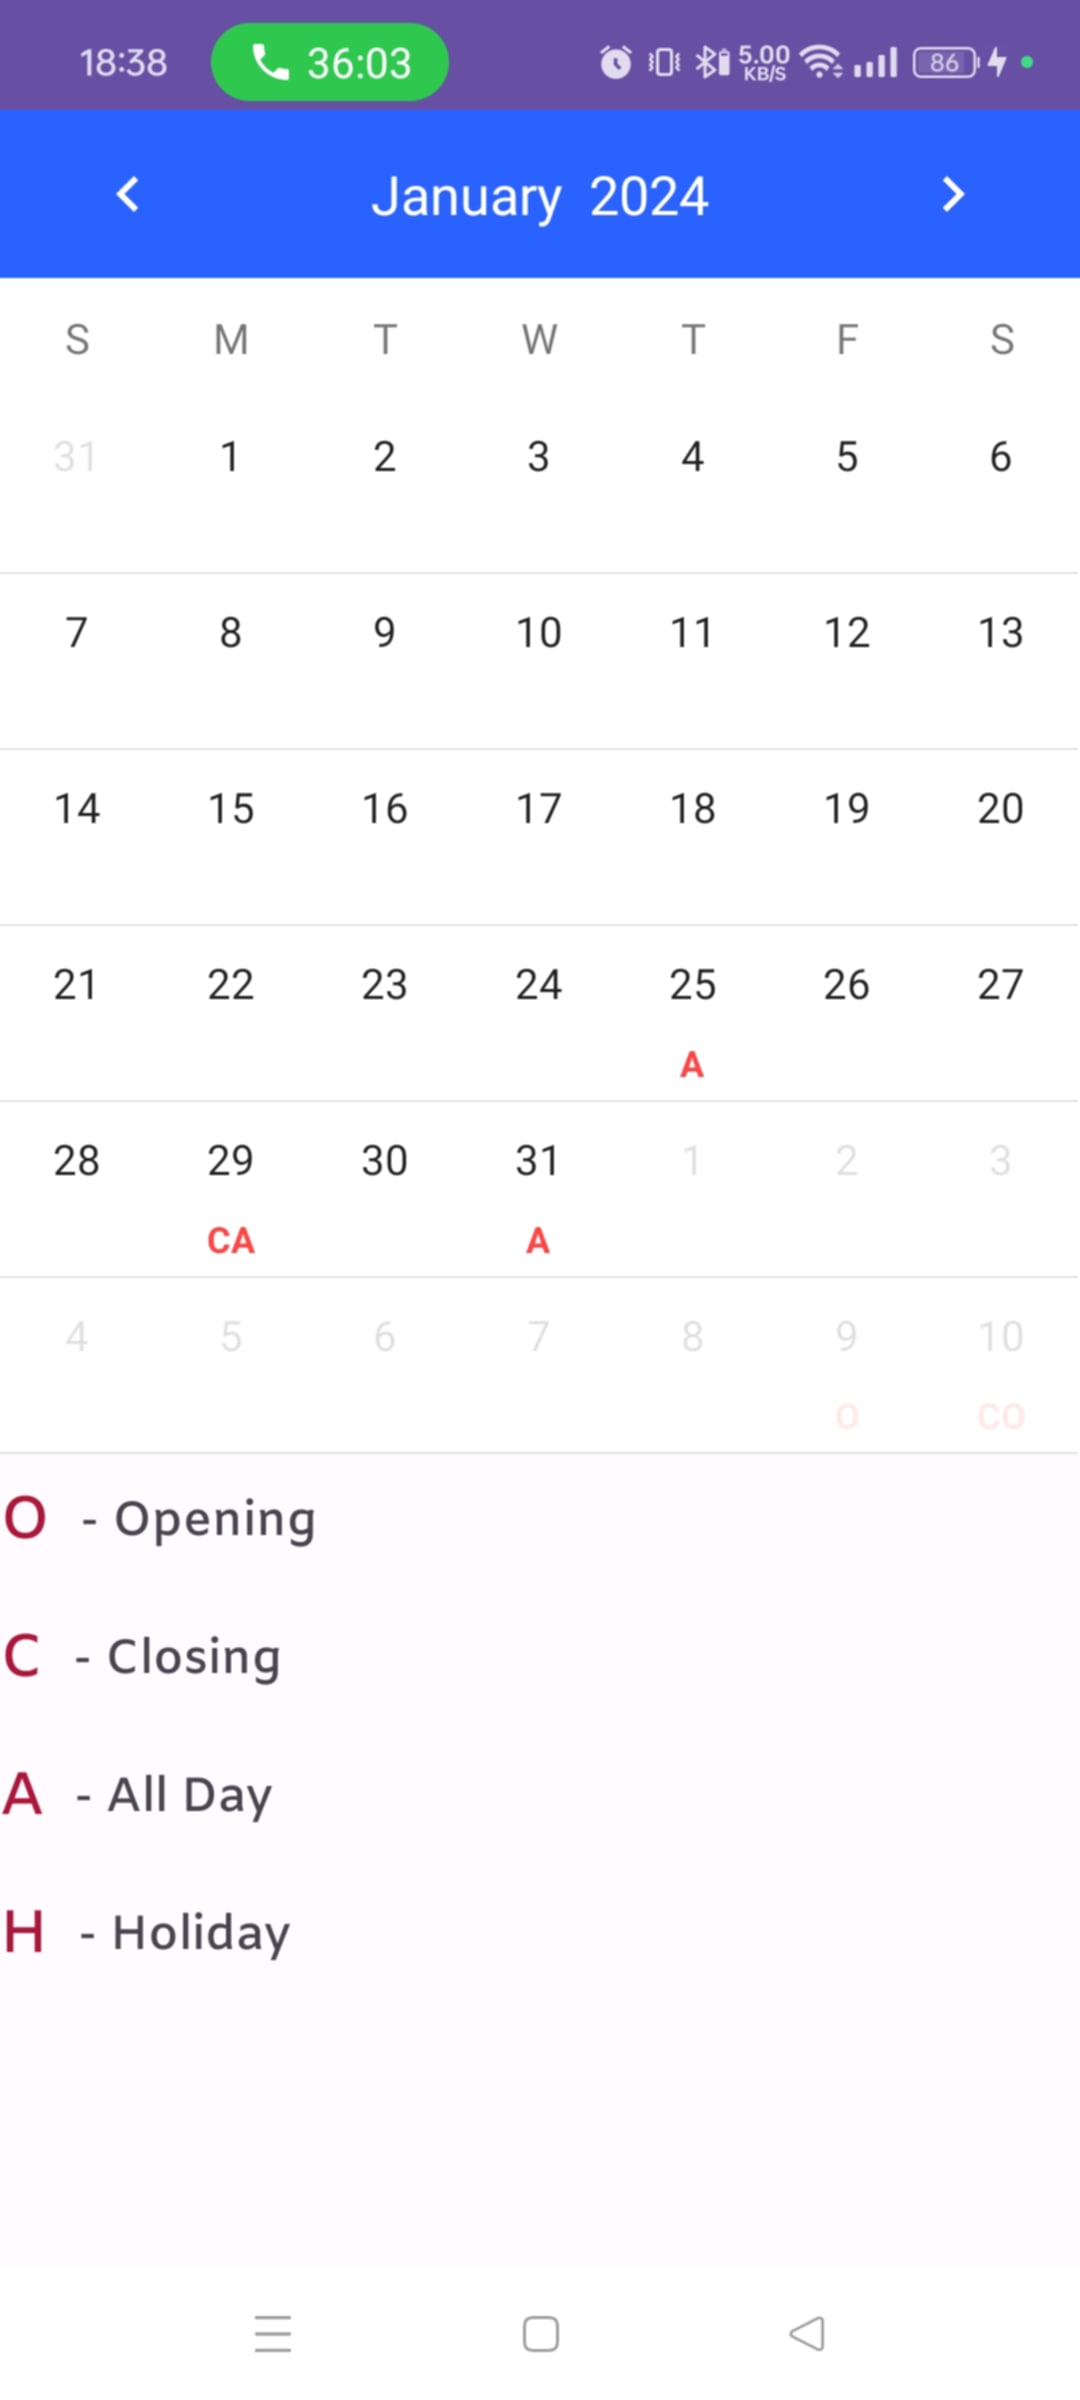 18:38 36:03 5.00 KB/S 86
January 2024
S M T W T F S
31 1 2 3 4 5 6
7 8 9 10 11 12 13
14 15 16 17 18 19 20
21 22 23 24 25 26 27
A
28 29 30 31 1 2 3
CA A
4 5 6 7 8 9 10
O CO
O - Opening
C - Closing
A - All Day
H - Holiday